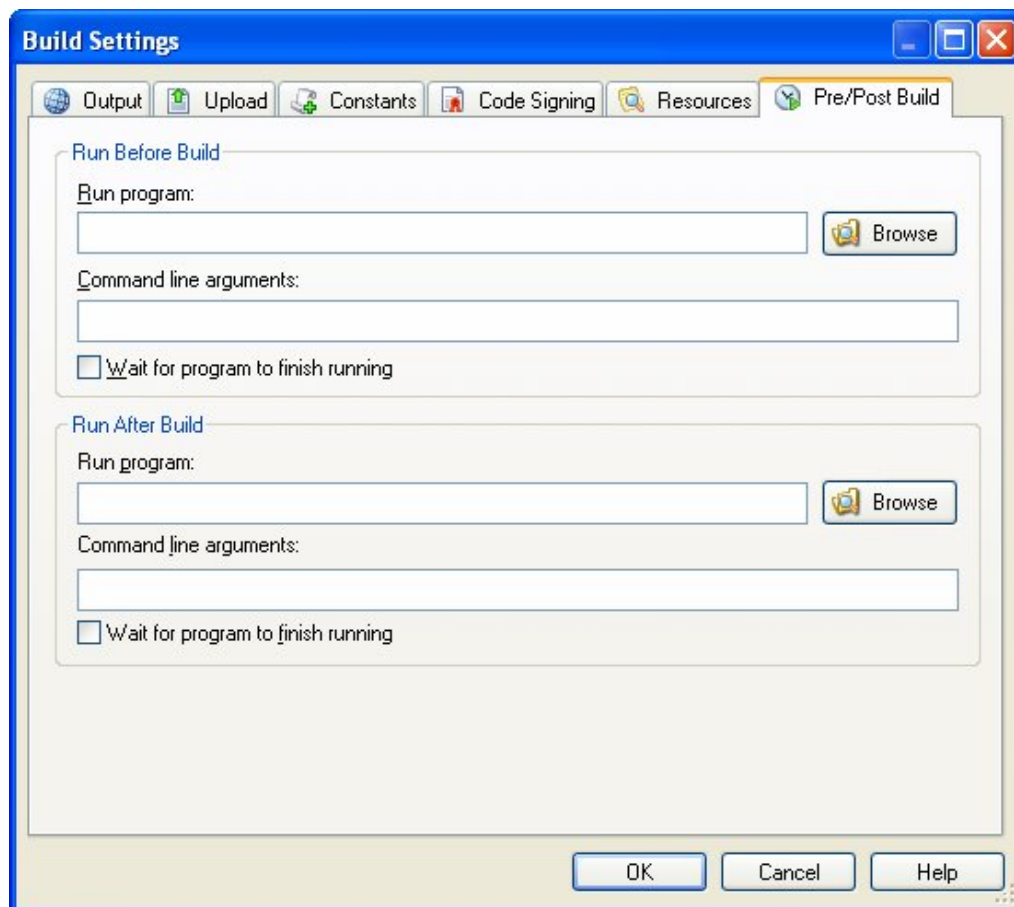 Build Settings
Output Upload Constants Code Signing Resources Pre/Post Build
Run Before Build
Run program:
Browse
Command line arguments:
Wait for program to finish running
Run After Build
Run program:
Browse
Command line arguments:
Wait for program to finish running
OK Cancel Help